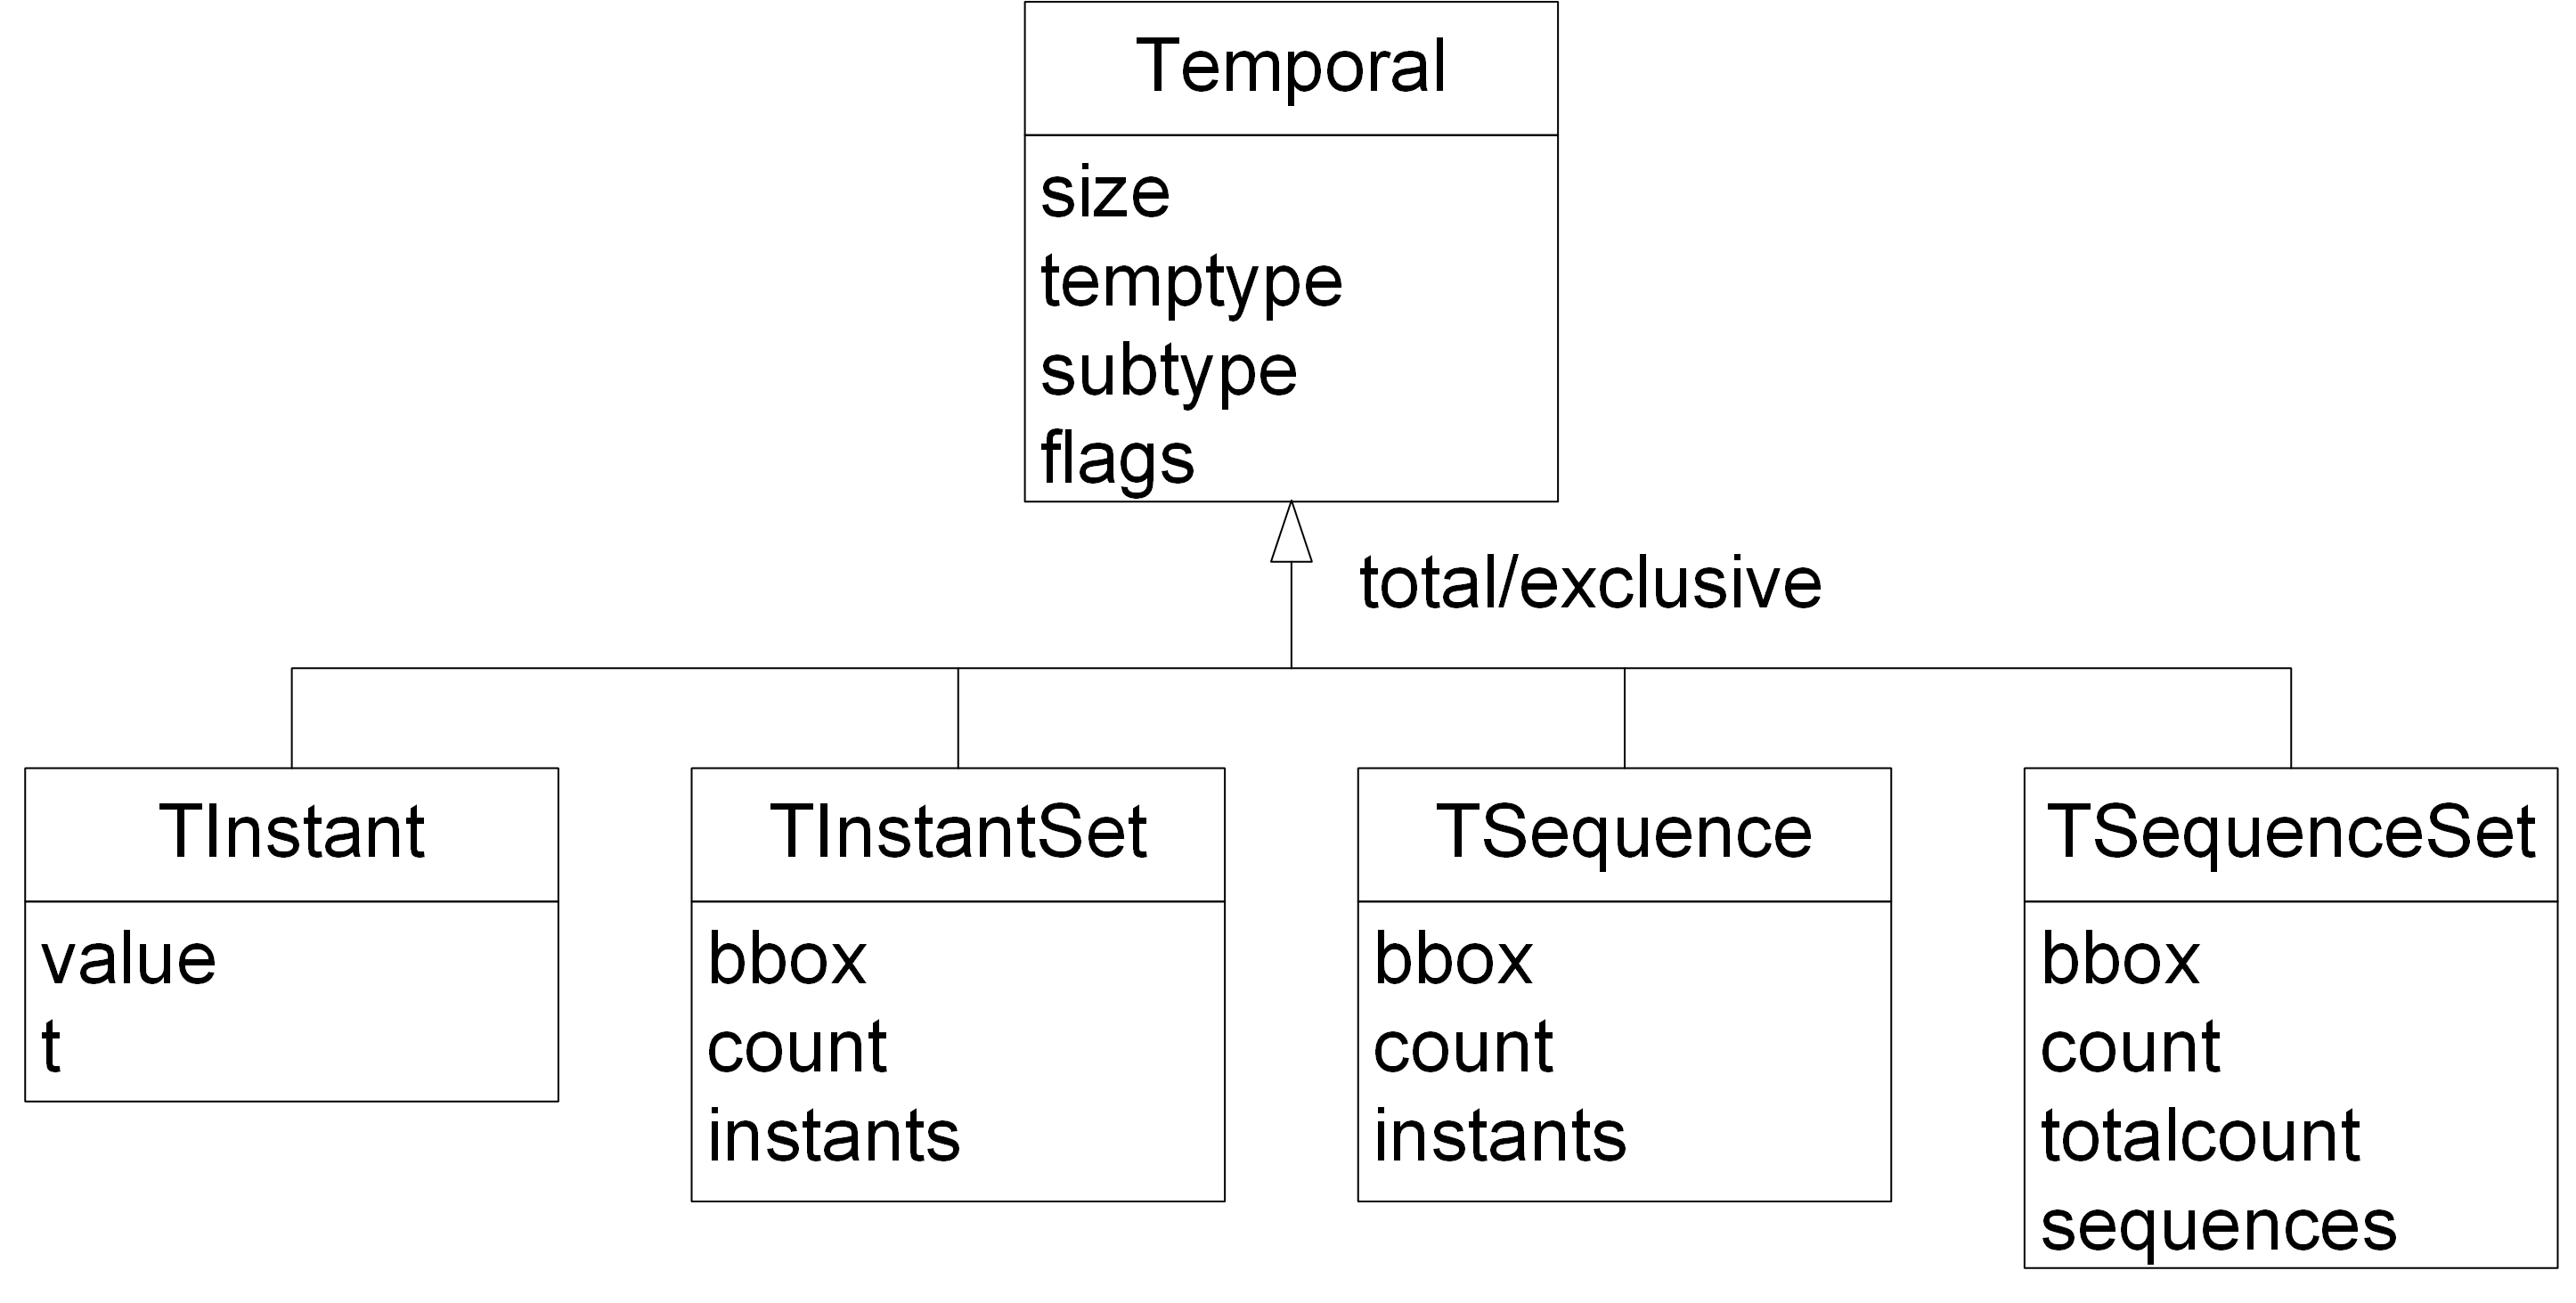 Temporal
size
temptype
subtype
flags
total/exclusive
TInstant
value
t
TInstantSet
bbox
count
instants
TSequence
bbox
count
instants
TSequenceSet
bbox
count
totalcount
sequences